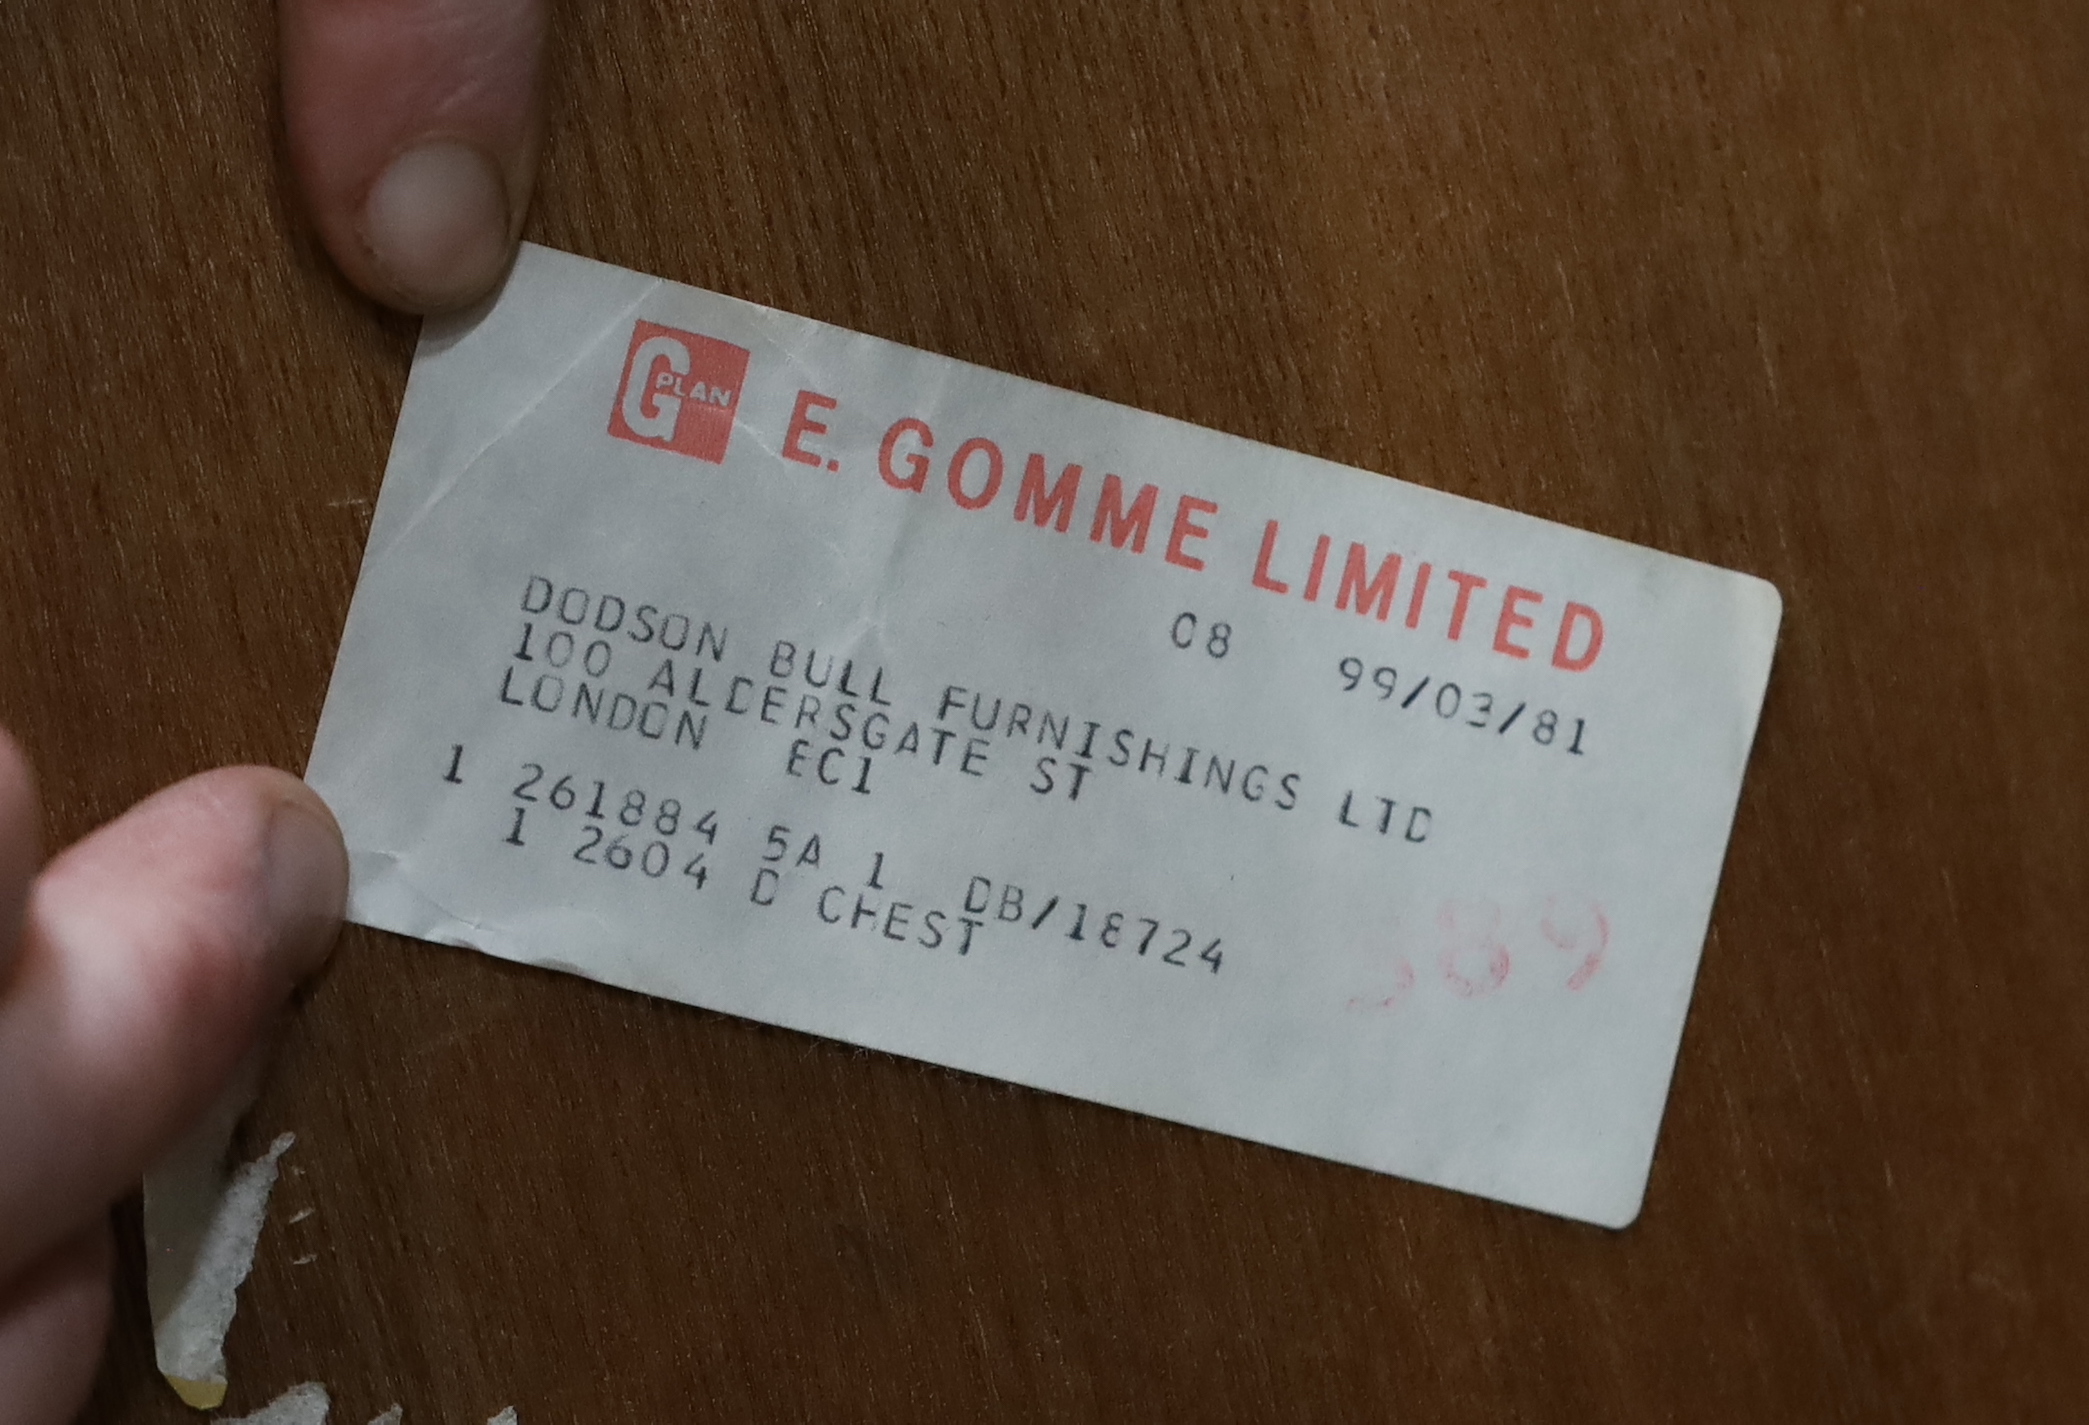 G PLAN
E. GOMME LIMITED
C8 99/03/81
DODSON BULL FURNISHINGS LTD
100 ALDERSGATE ST
LONDON EC1
1 261884 5A 1 DB/18724
1 2604 D CHEST